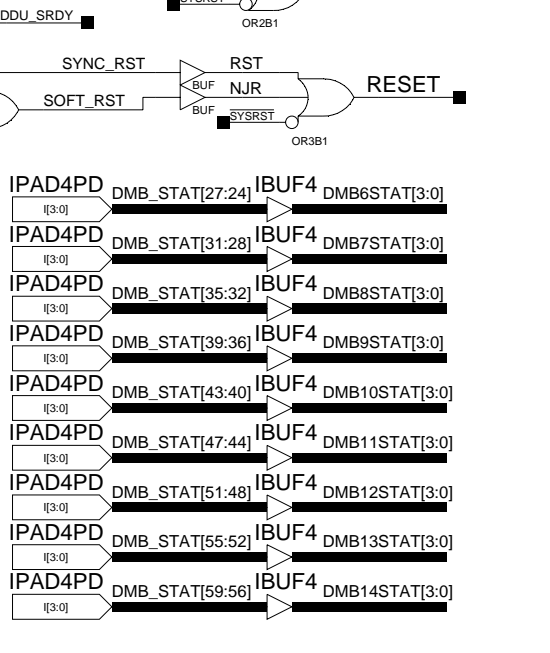 DDU_SRDY
OR2B1
SYNC_RST
RST
BUF
NJR
SOFT_RST
BUF
SYSRST
RESET
OR3B1
IPAD4PD DMB_STAT[27:24] IBUF4 DMB6STAT[3:0]
I[3:0]
IPAD4PD DMB_STAT[31:28] IBUF4 DMB7STAT[3:0]
I[3:0]
IPAD4PD DMB_STAT[35:32] IBUF4 DMB8STAT[3:0]
I[3:0]
IPAD4PD DMB_STAT[39:36] IBUF4 DMB9STAT[3:0]
I[3:0]
IPAD4PD DMB_STAT[43:40] IBUF4 DMB10STAT[3:0]
I[3:0]
IPAD4PD DMB_STAT[47:44] IBUF4 DMB11STAT[3:0]
I[3:0]
IPAD4PD DMB_STAT[51:48] IBUF4 DMB12STAT[3:0]
I[3:0]
IPAD4PD DMB_STAT[55:52] IBUF4 DMB13STAT[3:0]
I[3:0]
IPAD4PD DMB_STAT[59:56] IBUF4 DMB14STAT[3:0]
I[3:0]